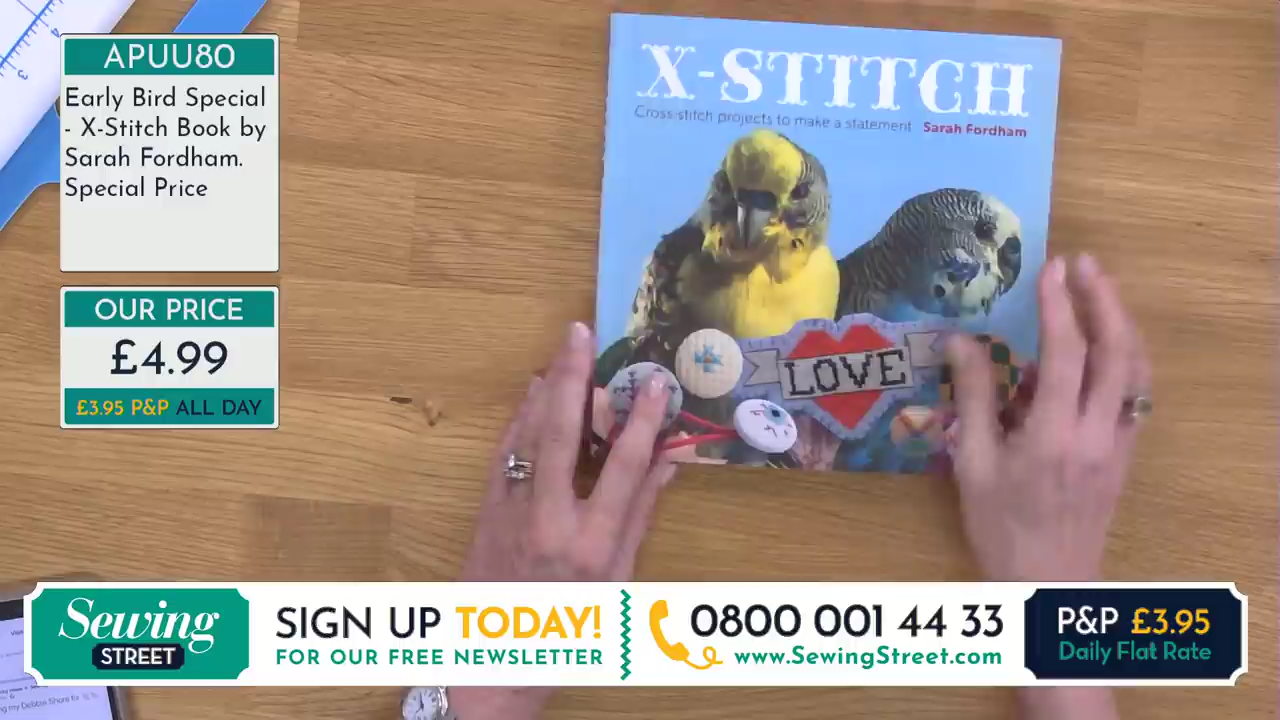 APUU80
Early Bird Special
- X-Stitch Book by
Sarah Fordham.
Special Price
OUR PRICE
£4.99
£3.95 P&P ALL DAY
X-STITCH
Cross-stitch projects to make a statement Sarah Fordham
LOVE
Sewing
STREET
SIGN UP TODAY!
FOR OUR FREE NEWSLETTER
0800 001 44 33
www.SewingStreet.com
P&P £3.95
Daily Flat Rate